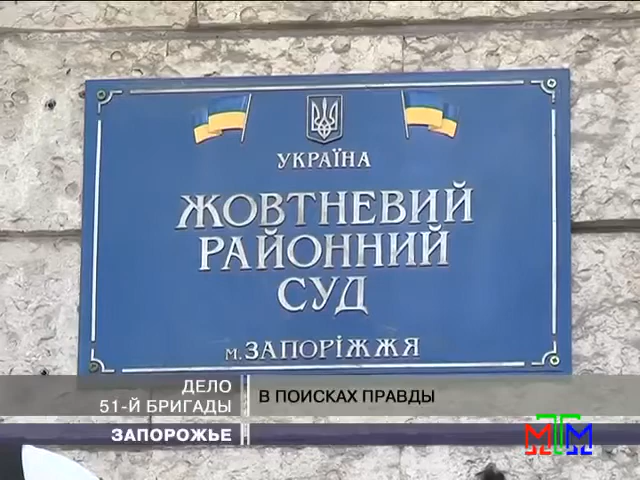 УКРАЇНА
ЖОВТНЕВИЙ
РАЙОННИЙ
СУД
м. ЗАПОРІЖЖЯ
ДЕЛО
51-Й БРИГАДЫ
В ПОИСКАХ ПРАВДЫ
ЗАПОРОЖЬЕ
МТМ